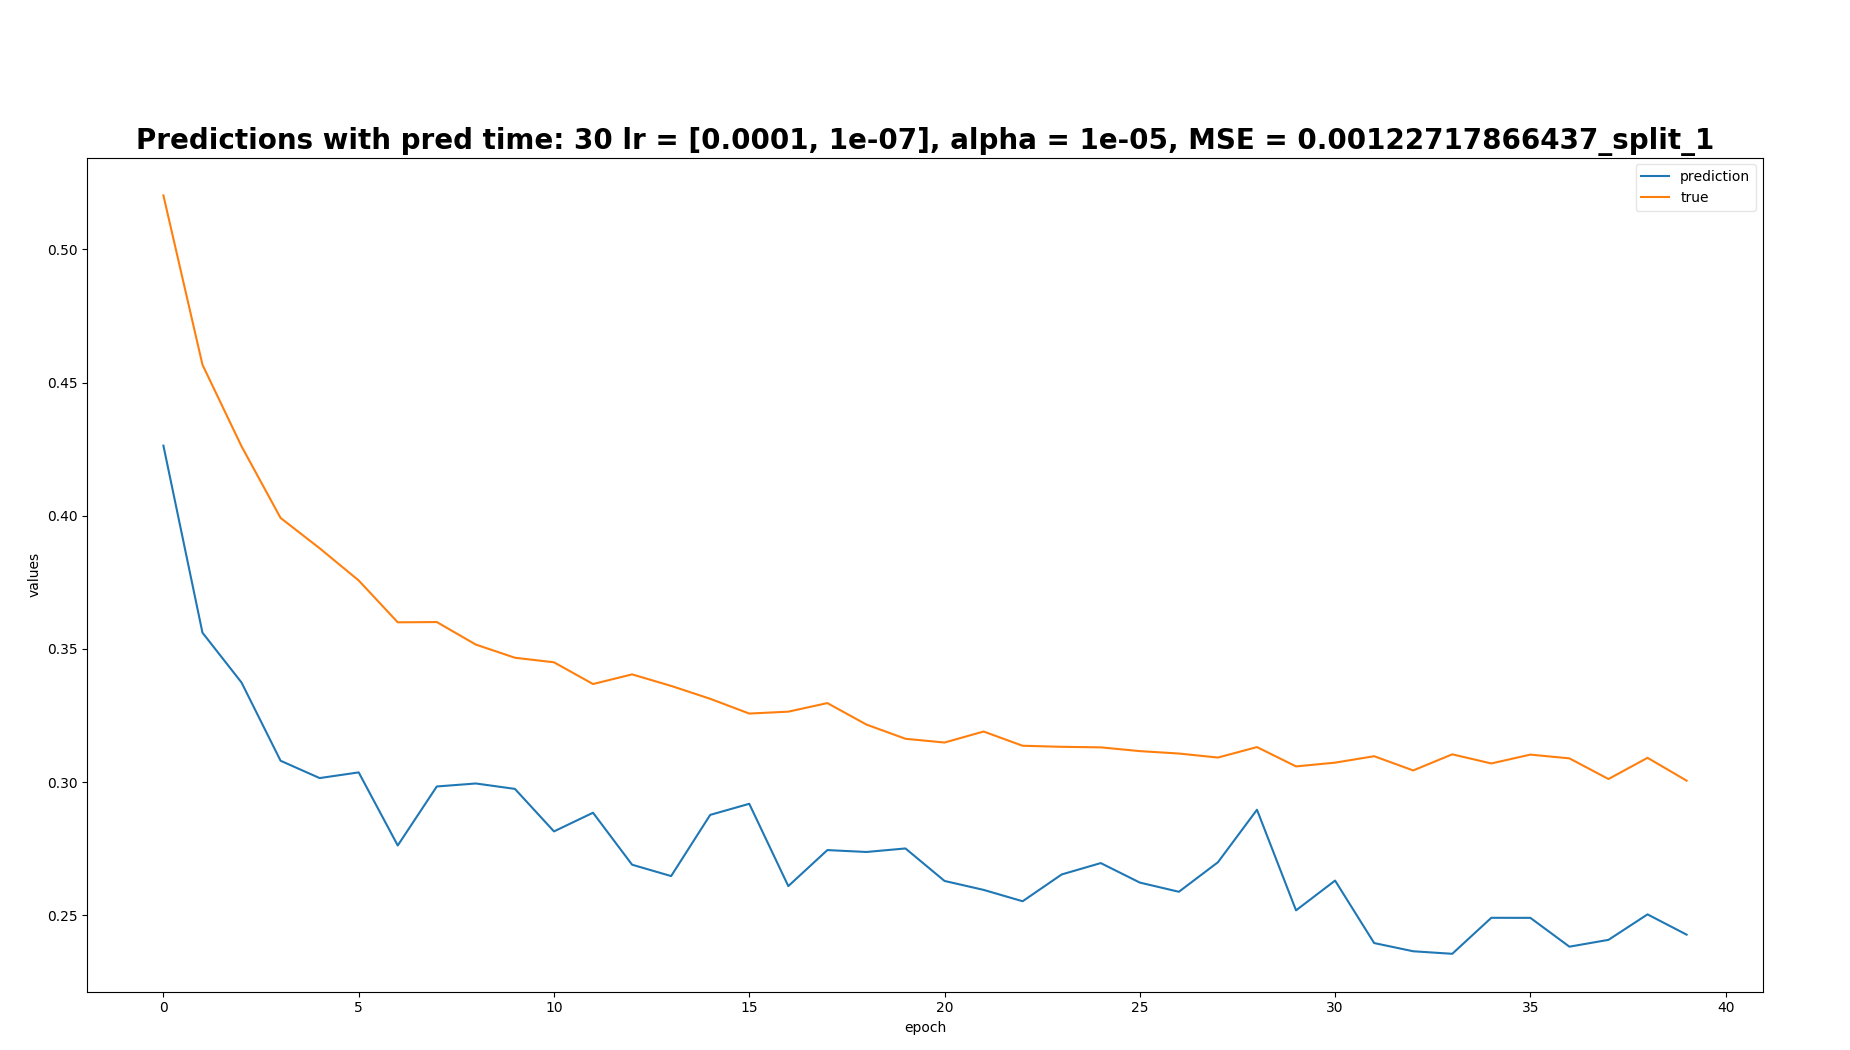 Predictions with pred time: 30 lr = [0.0001, 1e-07], alpha = 1e-05, MSE = 0.00122717866437_split_1
prediction
true
0.50
0.45
0.40
0.35
0.30
0.25
values
0 5 10 15 20 25 30 35 40
epoch